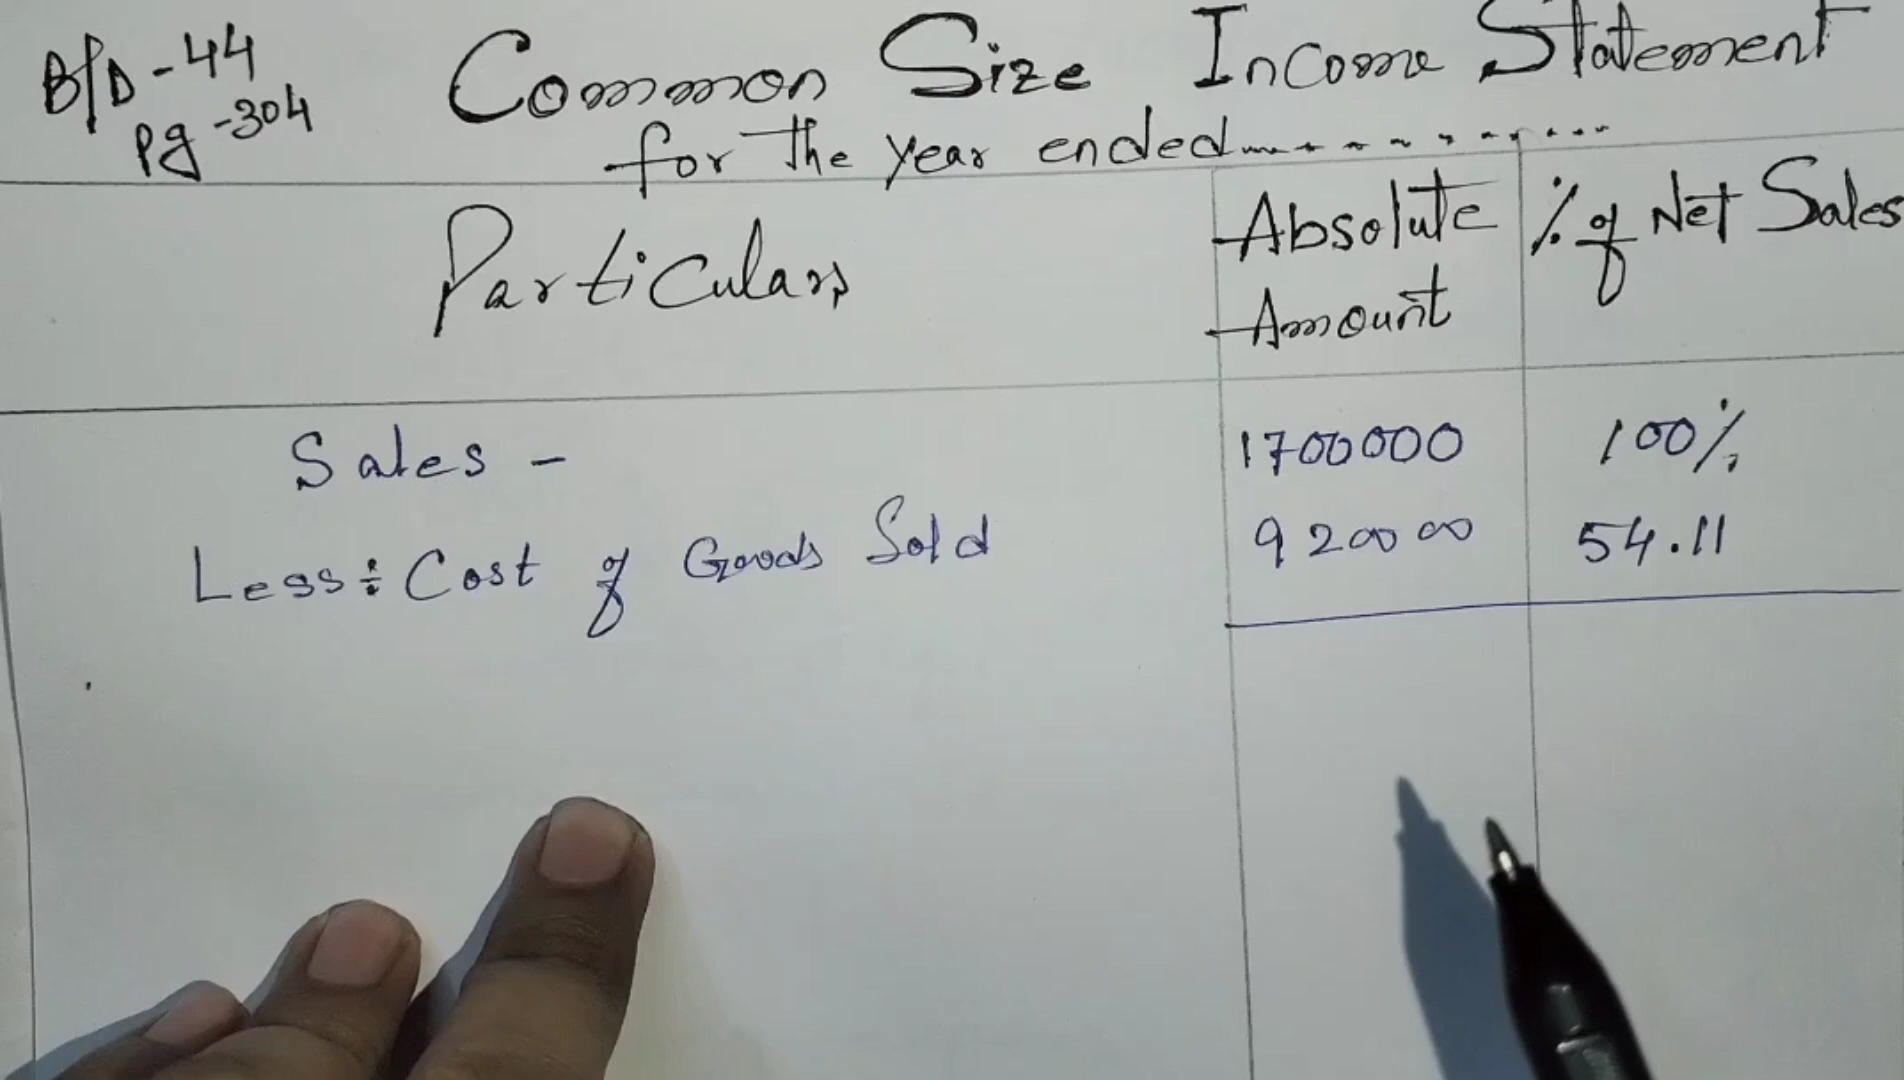 B/D - 44
Pg - 304
Common Size Income Statement
for the year ended...........
Particulars
Absolute Amount
% of Net Sales
Sales - 1700000 100%
Less: Cost of Goods Sold 920000 54.11